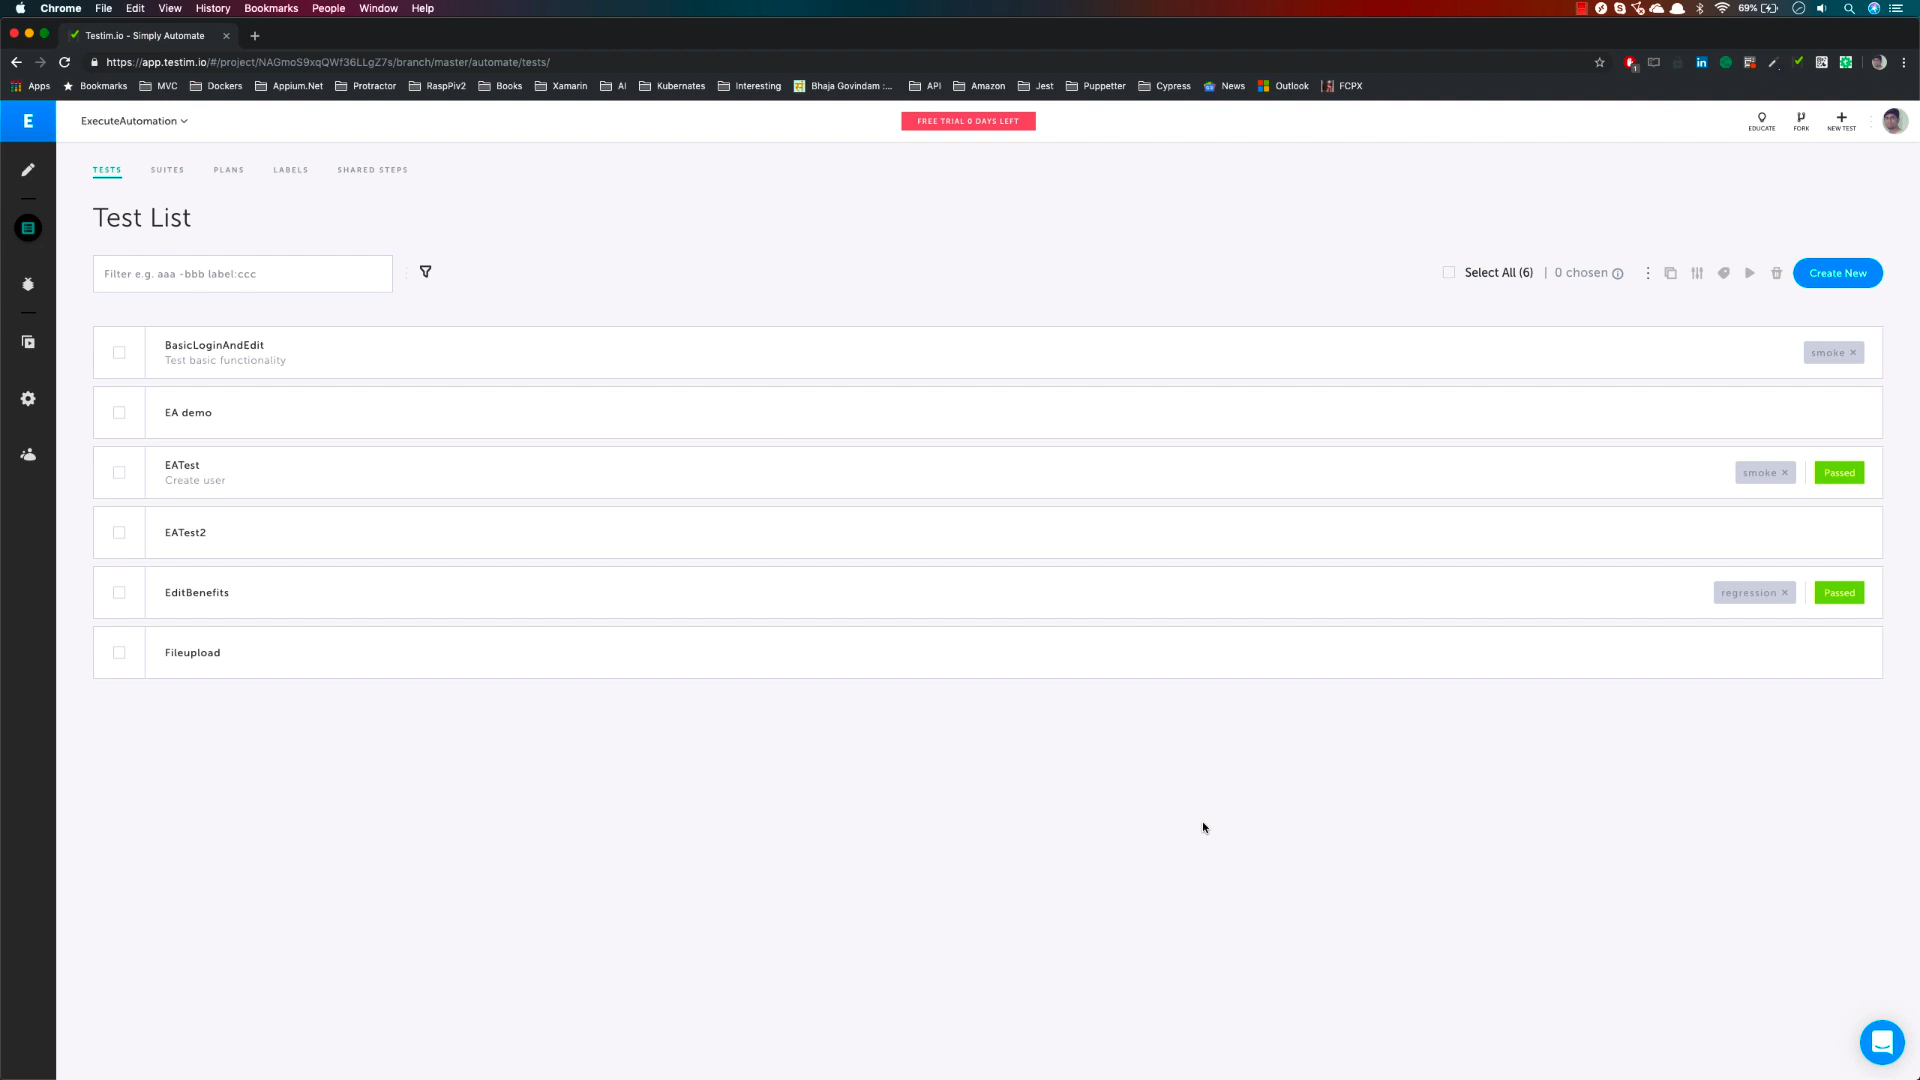 Chrome File Edit View History Bookmarks People Window Help 69%
Testim.io - Simply Automate
https://app.testim.io/#/project/NAGmoS9xqQWf36LLgZ7s/branch/master/automate/tests/
Apps Bookmarks MVC Dockers Appium.Net Protractor RaspPiv2 Books Xamarin AI Kubernates Interesting Bhaja Govindam :... API Amazon Jest Puppetter Cypress News Outlook FCPX
E ExecuteAutomation FREE TRIAL 0 DAYS LEFT EDUCATE FORK NEW TEST
TESTS SUITES PLANS LABELS SHARED STEPS
Test List
Filter e.g. aaa -bbb label:ccc Select All (6) | 0 chosen Create New
BasicLoginAndEdit
Test basic functionality
smoke ×
EA demo
EATest
Create user
smoke × Passed
EATest2
EditBenefits regression × Passed
Fileupload